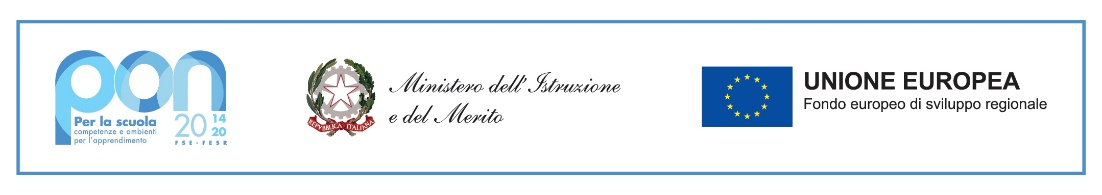 pon
Per la scuola
competenze e ambienti
per l'apprendimento
20 14
20
FSE-FESR
REPVBBLICA ITALIANA
Ministero dell'Istruzione
e del Merito
UNIONE EUROPEA
Fondo europeo di sviluppo regionale